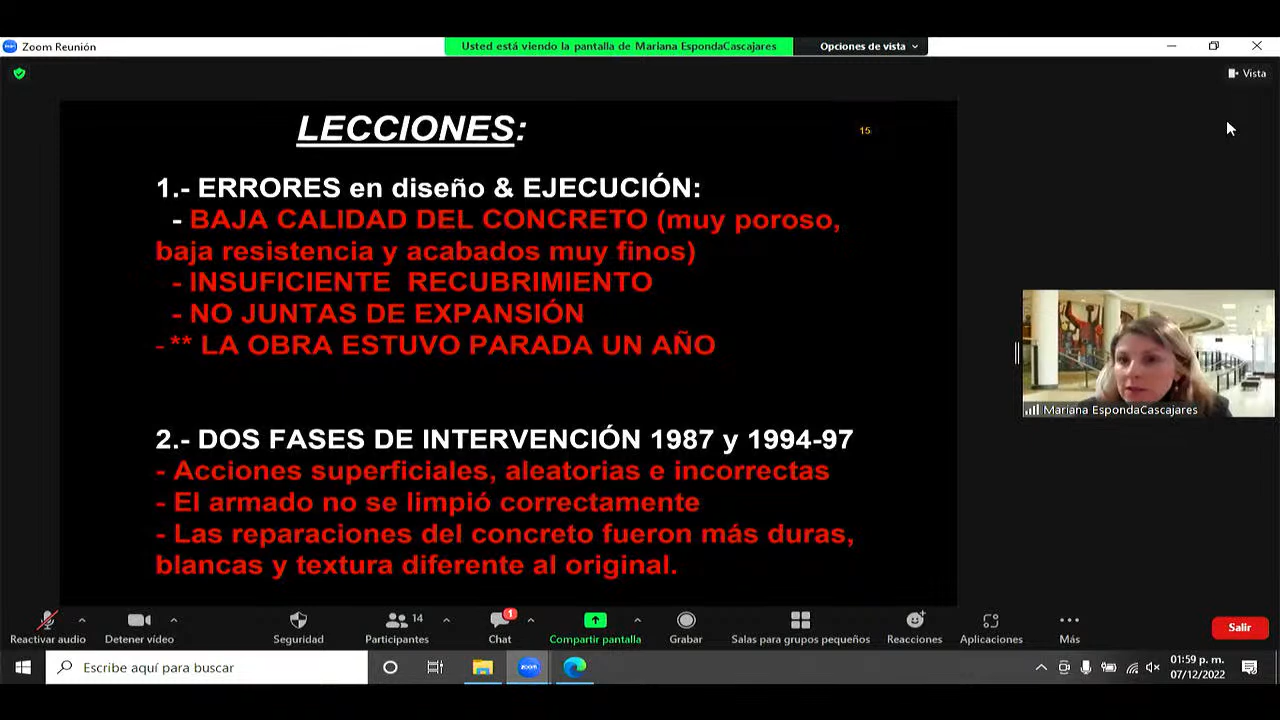 Zoom Reunión
Usted está viendo la pantalla de Mariana EspondaCascajares
Opciones de vista
Vista
LECCIONES:
15
1.- ERRORES en diseño & EJECUCIÓN:
- BAJA CALIDAD DEL CONCRETO (muy poroso,
baja resistencia y acabados muy finos)
- INSUFICIENTE RECUBRIMIENTO
- NO JUNTAS DE EXPANSIÓN
- ** LA OBRA ESTUVO PARADA UN AÑO
2.- DOS FASES DE INTERVENCIÓN 1987 y 1994-97
- Acciones superficiales, aleatorias e incorrectas
- El armado no se limpió correctamente
- Las reparaciones del concreto fueron más duras,
blancas y textura diferente al original.
Mariana EspondaCascajares
14
1
Reactivar audio
Detener vídeo
Seguridad
Participantes
Chat
Compartir pantalla
Grabar
Salas para grupos pequeños
Reacciones
Aplicaciones
Más
Salir
Escribe aquí para buscar
zoom
01:59 p. m.
07/12/2022